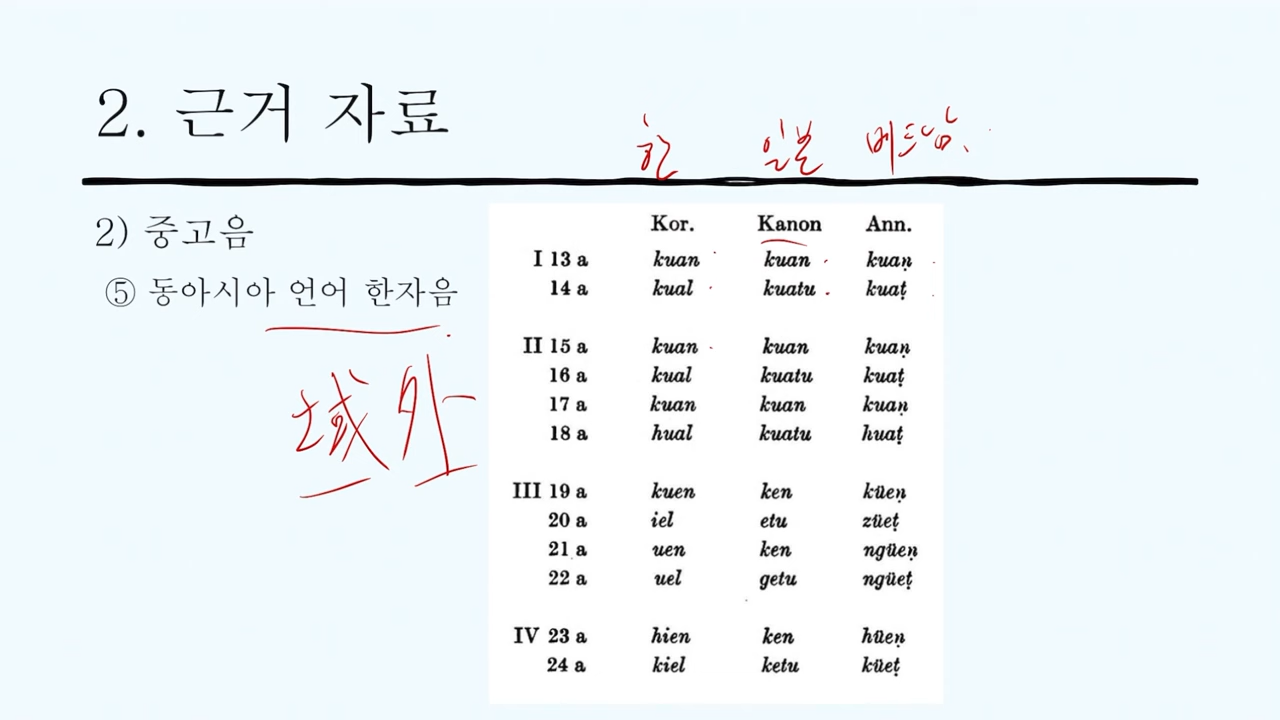 2. 근거 자료
한 일본 베트남
2) 중고음
⑤ 동아시아 언어 한자음
域外
Kor. Kanon Ann.
I 13 a kuan kuan kuaṇ
14 a kual kuatu kuaṭ
II 15 a kuan kuan kuaṇ
16 a kual kuatu kuaṭ
17 a kuan kuan kuaṇ
18 a hual kuatu huaṭ
III 19 a kuen ken küeṇ
20 a iel etu züeṭ
21 a uen ken ngüeṇ
22 a uel getu ngüeṭ
IV 23 a hien ken hüeṇ
24 a kiel ketu küeṭ